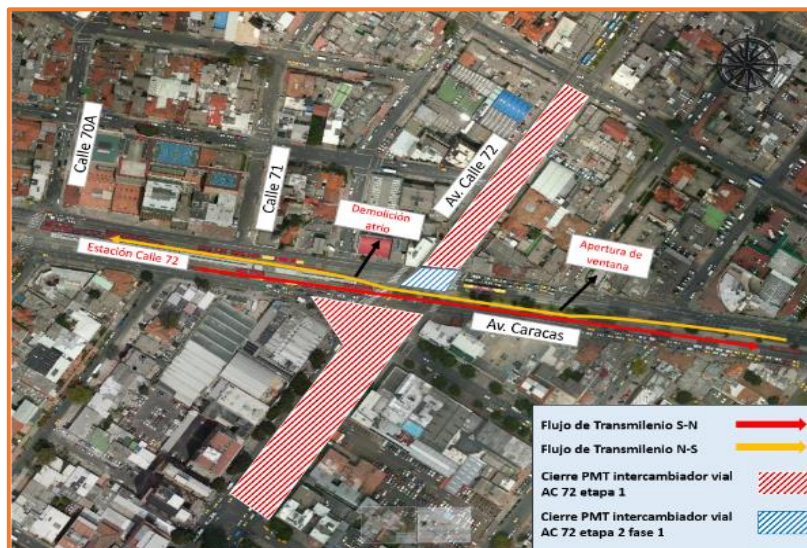 Calle 70A
Calle 71
Av. Calle 72
Demolición
atrio
Apertura de
ventana
Estación Calle 72
Av. Caracas
Flujo de Transmilenio S-N
Flujo de Transmilenio N-S
Cierre PMT intercambiador vial
AC 72 etapa 1
Cierre PMT intercambiador vial
AC 72 etapa 2 fase 1